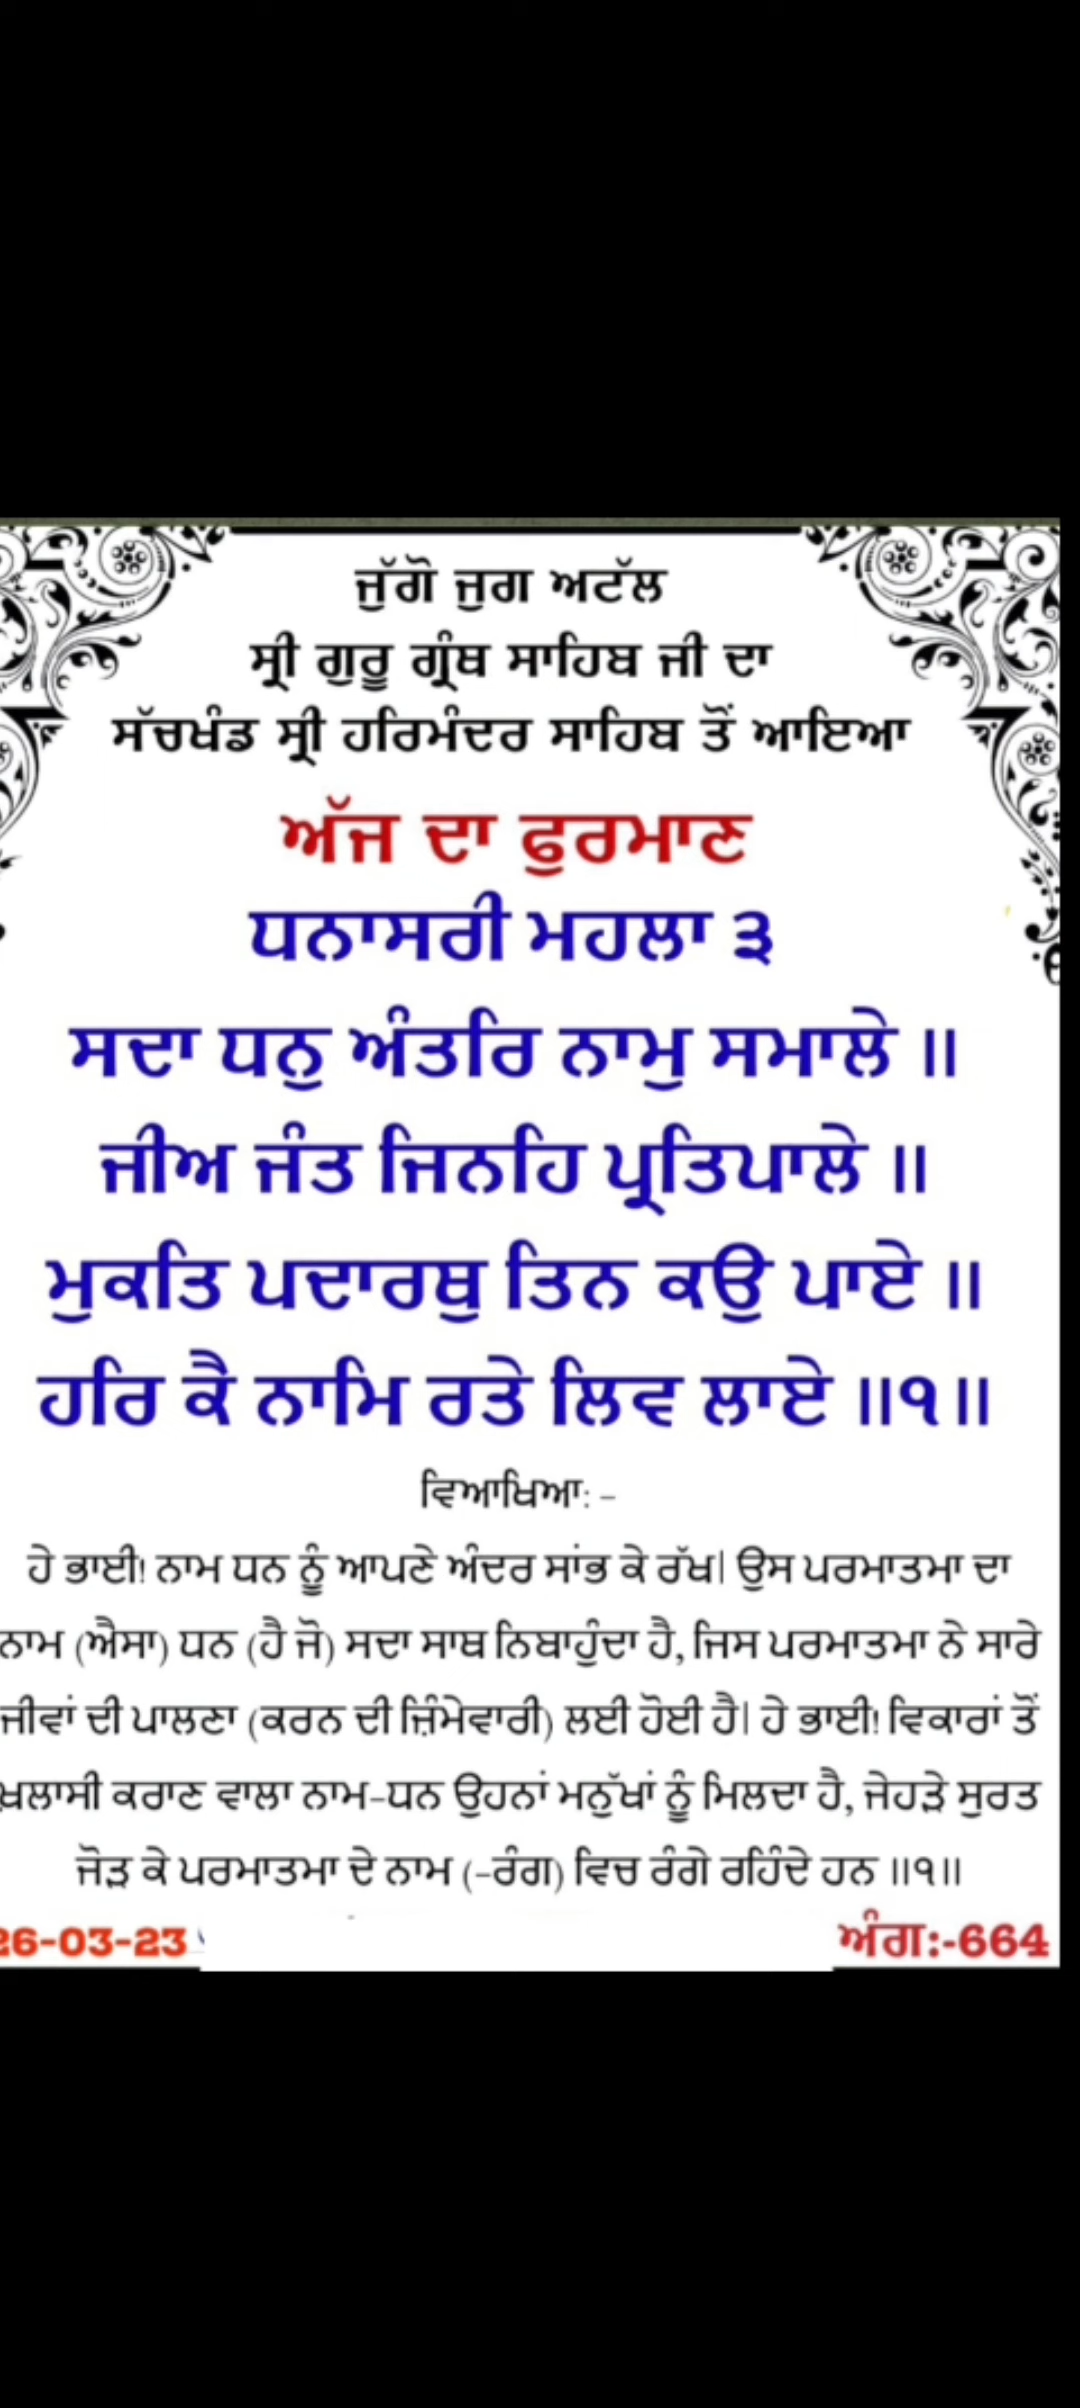 ਜੁੱਗੋ ਜੁਗ ਅਟੱਲ
ਸ੍ਰੀ ਗੁਰੂ ਗ੍ਰੰਥ ਸਾਹਿਬ ਜੀ ਦਾ
ਸੱਚਖੰਡ ਸ੍ਰੀ ਹਰਿਮੰਦਰ ਸਾਹਿਬ ਤੋਂ ਆਇਆ
ਅੱਜ ਦਾ ਫੁਰਮਾਣ
ਧਨਾਸਰੀ ਮਹਲਾ ੩
ਸਦਾ ਧਨੁ ਅੰਤਰਿ ਨਾਮੁ ਸਮਾਲੇ ॥
ਜੀਅ ਜੰਤ ਜਿਨਹਿ ਪ੍ਰਤਿਪਾਲੇ ॥
ਮੁਕਤਿ ਪਦਾਰਥੁ ਤਿਨ ਕਉ ਪਾਏ ॥
ਹਰਿ ਕੈ ਨਾਮਿ ਰਤੇ ਲਿਵ ਲਾਏ ॥੧॥
ਵਿਆਖਿਆ: -
ਹੇ ਭਾਈ! ਨਾਮ ਧਨ ਨੂੰ ਆਪਣੇ ਅੰਦਰ ਸਾਂਭ ਕੇ ਰੱਖ। ਉਸ ਪਰਮਾਤਮਾ ਦਾ
ਨਾਮ (ਐਸਾ) ਧਨ (ਹੈ ਜੋ) ਸਦਾ ਸਾਥ ਨਿਬਾਹੁੰਦਾ ਹੈ, ਜਿਸ ਪਰਮਾਤਮਾ ਨੇ ਸਾਰੇ
ਜੀਵਾਂ ਦੀ ਪਾਲਣਾ (ਕਰਨ ਦੀ ਜ਼ਿੰਮੇਵਾਰੀ) ਲਈ ਹੋਈ ਹੈ। ਹੇ ਭਾਈ! ਵਿਕਾਰਾਂ ਤੋਂ
ਖ਼ਲਾਸੀ ਕਰਾਣ ਵਾਲਾ ਨਾਮ-ਧਨ ਉਹਨਾਂ ਮਨੁੱਖਾਂ ਨੂੰ ਮਿਲਦਾ ਹੈ, ਜੇਹੜੇ ਸੁਰਤ
ਜੋੜ ਕੇ ਪਰਮਾਤਮਾ ਦੇ ਨਾਮ (-ਰੰਗ) ਵਿਚ ਰੰਗੇ ਰਹਿੰਦੇ ਹਨ ॥੧॥
26-03-23
ਅੰਗ:-664